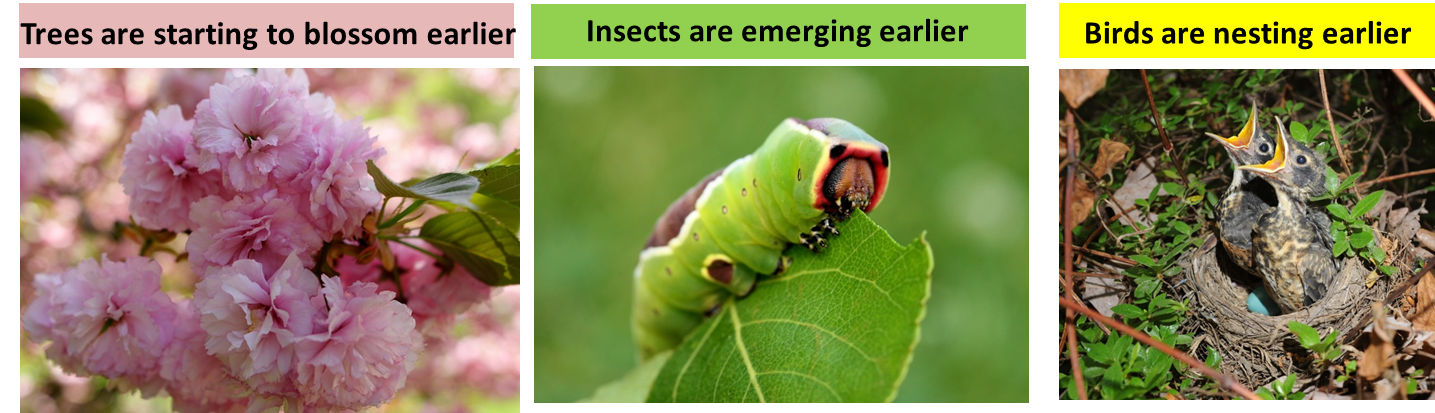 Trees are starting to blossom earlier
Insects are emerging earlier
Birds are nesting earlier